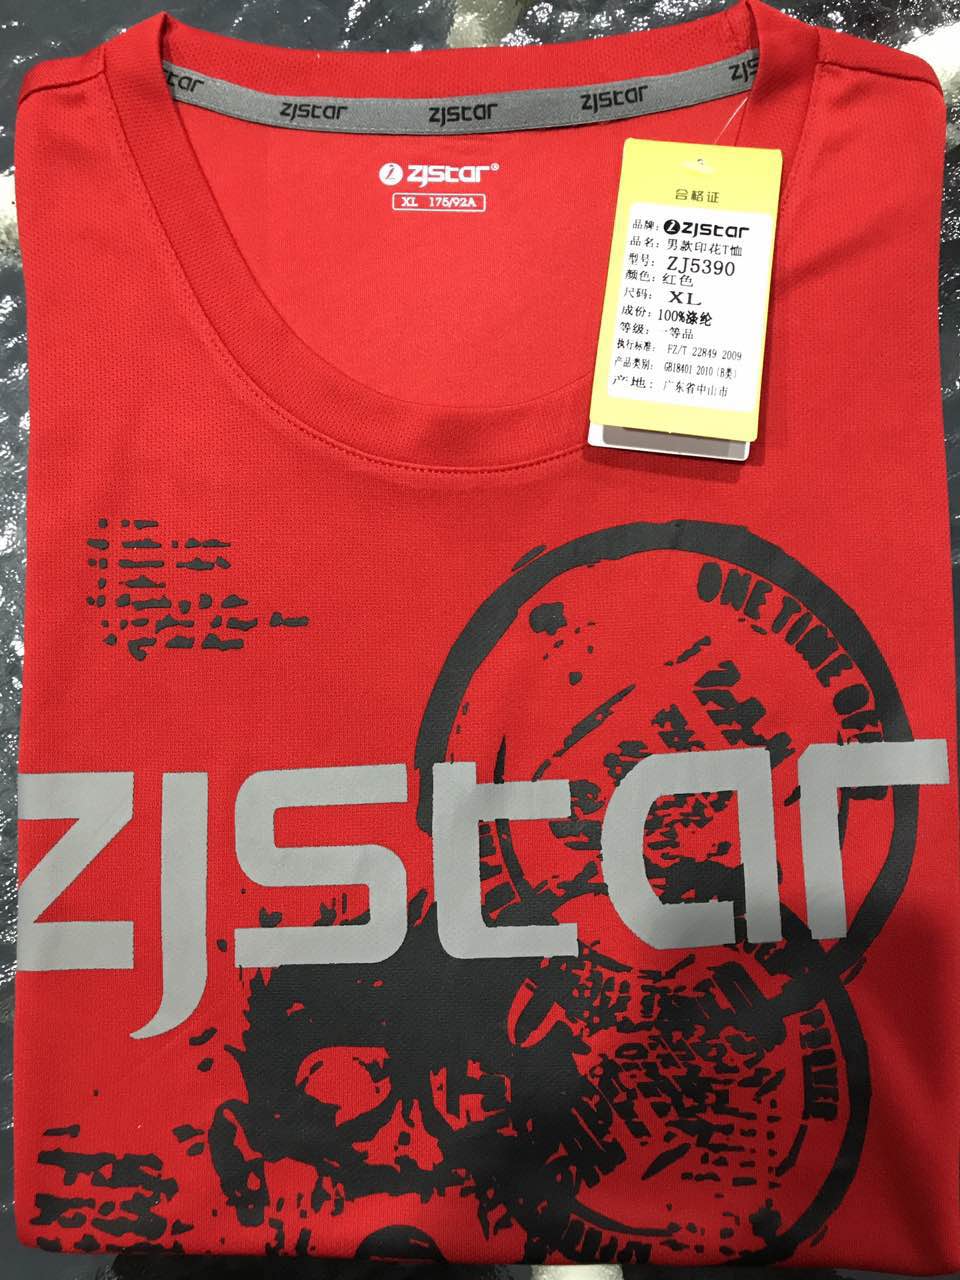 zjstar
zjstar
zjstar
zjstar®
XL 175/92A
合格证
品牌: zjstar
品名: 男款印花T恤
型号: ZJ5390
颜色: 红色
尺码: XL
成份: 100%涤纶
等级: 一等品
执行标准: FZ/T 22849 2009
产品类别: GB18401 2010 (B类)
产地: 广东省中山市
ONE TIME OF
zjstar